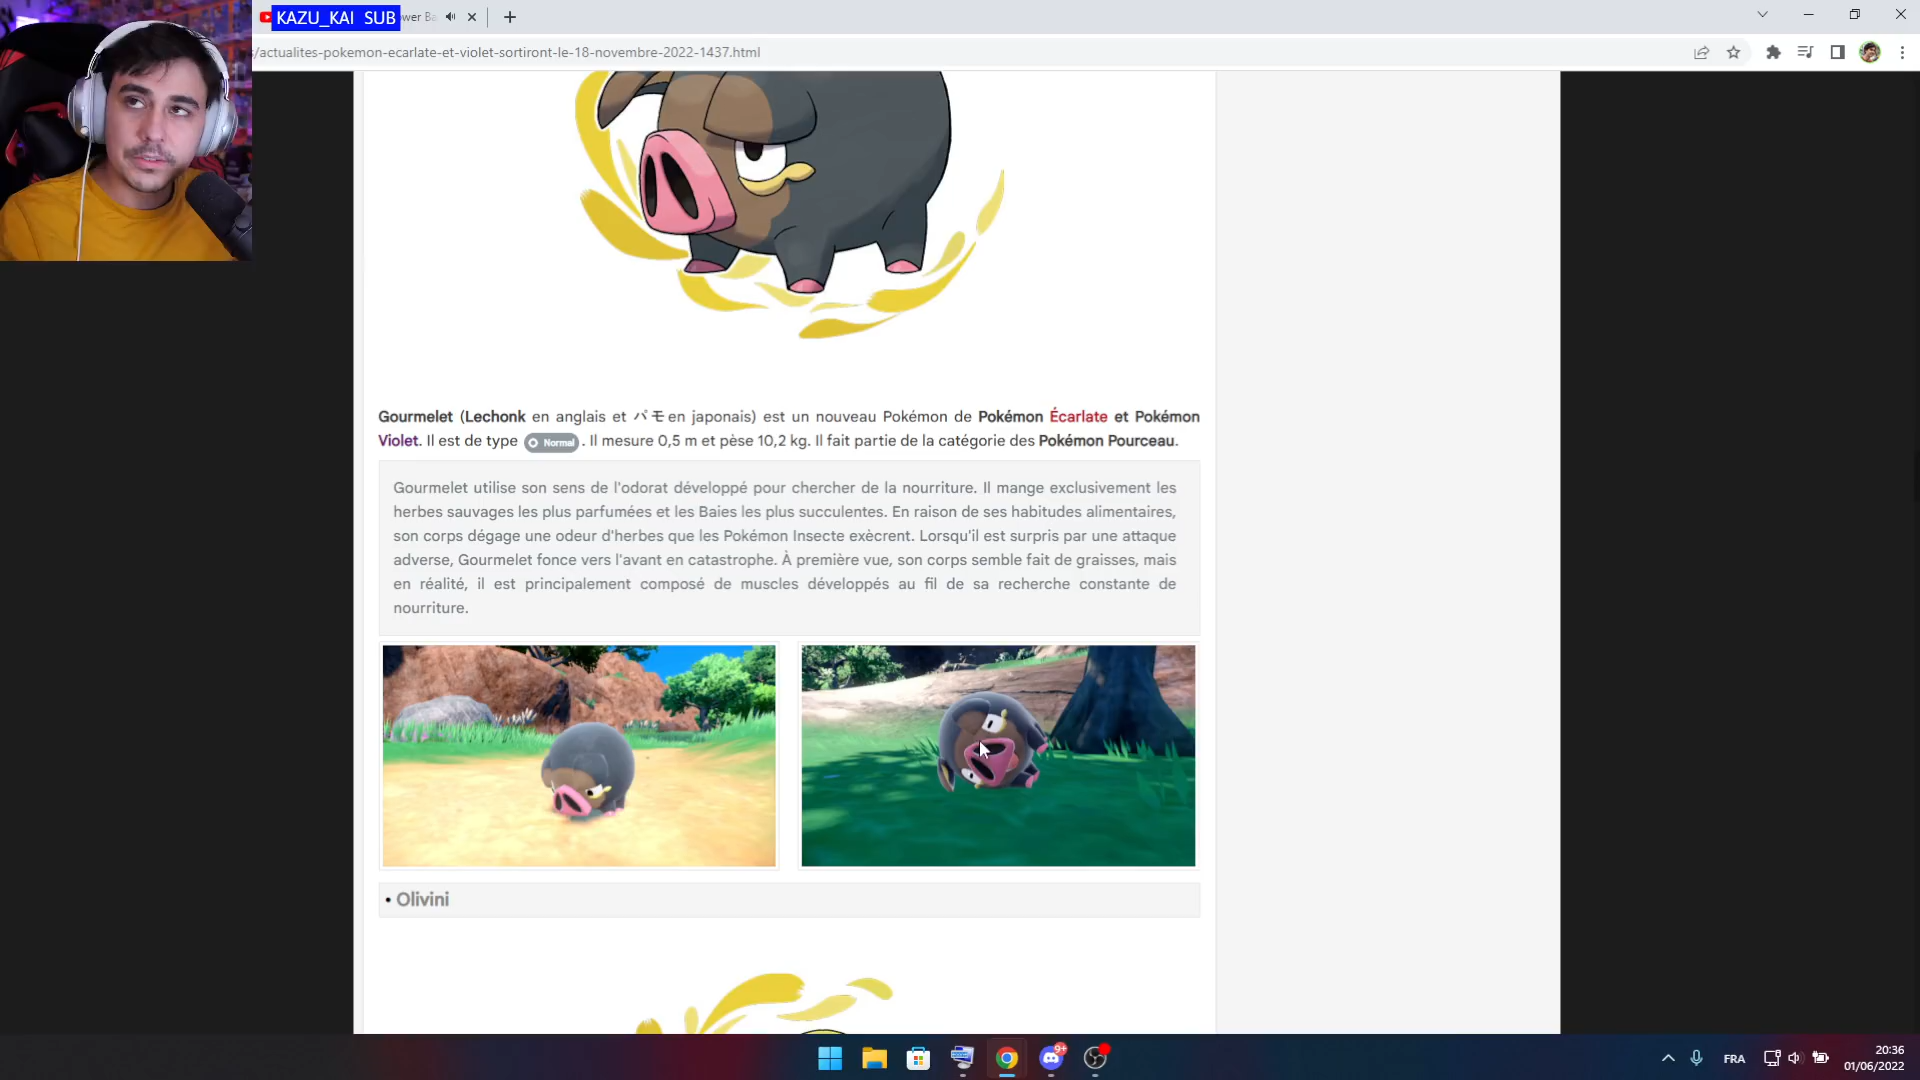 KAZU_KAI SUB
ower Ba
/actualites-pokemon-ecarlate-et-violet-sortiront-le-18-novembre-2022-1437.html
Gourmelet (Lechonk en anglais et パモ en japonais) est un nouveau Pokémon de Pokémon Écarlate et Pokémon
Violet. Il est de type Normal. Il mesure 0,5 m et pèse 10,2 kg. Il fait partie de la catégorie des Pokémon Pourceau.
Gourmelet utilise son sens de l'odorat développé pour chercher de la nourriture. Il mange exclusivement les
herbes sauvages les plus parfumées et les Baies les plus succulentes. En raison de ses habitudes alimentaires,
son corps dégage une odeur d'herbes que les Pokémon Insecte exècrent. Lorsqu'il est surpris par une attaque
adverse, Gourmelet fonce vers l'avant en catastrophe. À première vue, son corps semble fait de graisses, mais
en réalité, il est principalement composé de muscles développés au fil de sa recherche constante de
nourriture.
• Olivini
9+
FRA
20:36
01/06/2022